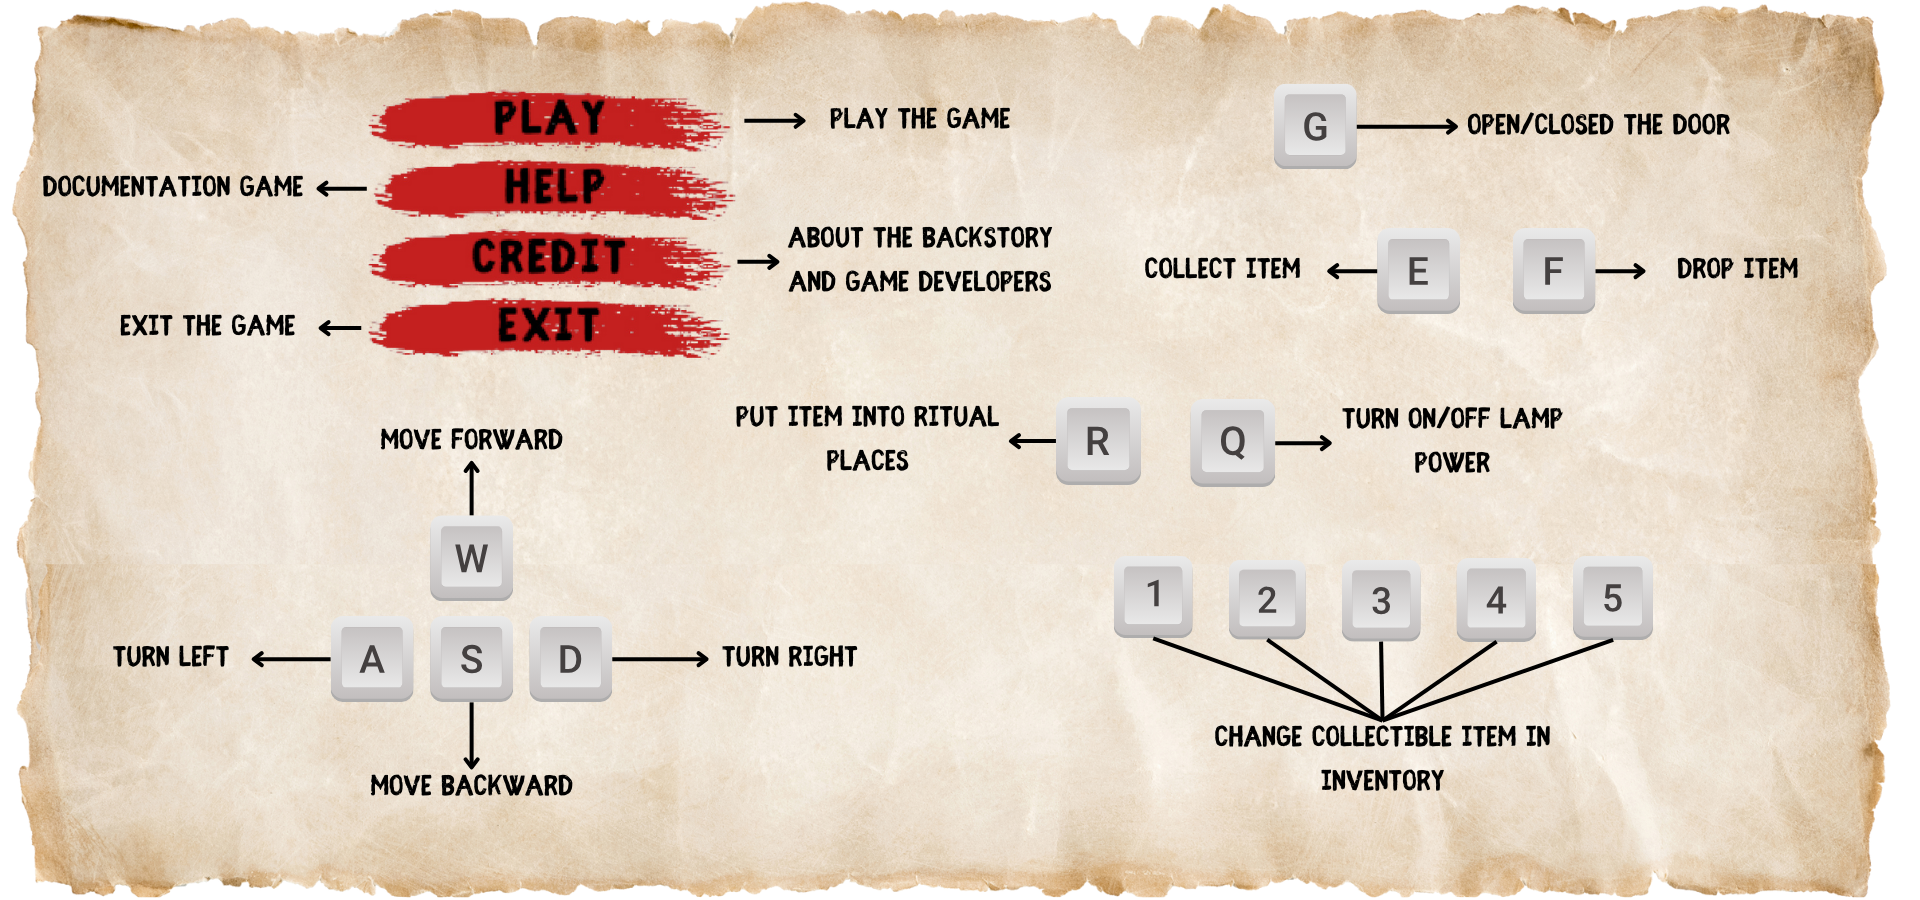 PLAY
PLAY THE GAME
DOCUMENTATION GAME
HELP
CREDIT
ABOUT THE BACKSTORY
AND GAME DEVELOPERS
EXIT THE GAME
EXIT
G
OPEN/CLOSED THE DOOR
COLLECT ITEM
E
F
DROP ITEM
PUT ITEM INTO RITUAL
PLACES
R
Q
TURN ON/OFF LAMP
POWER
MOVE FORWARD
W
TURN LEFT
A
S
D
TURN RIGHT
MOVE BACKWARD
1
2
3
4
5
CHANGE COLLECTIBLE ITEM IN
INVENTORY